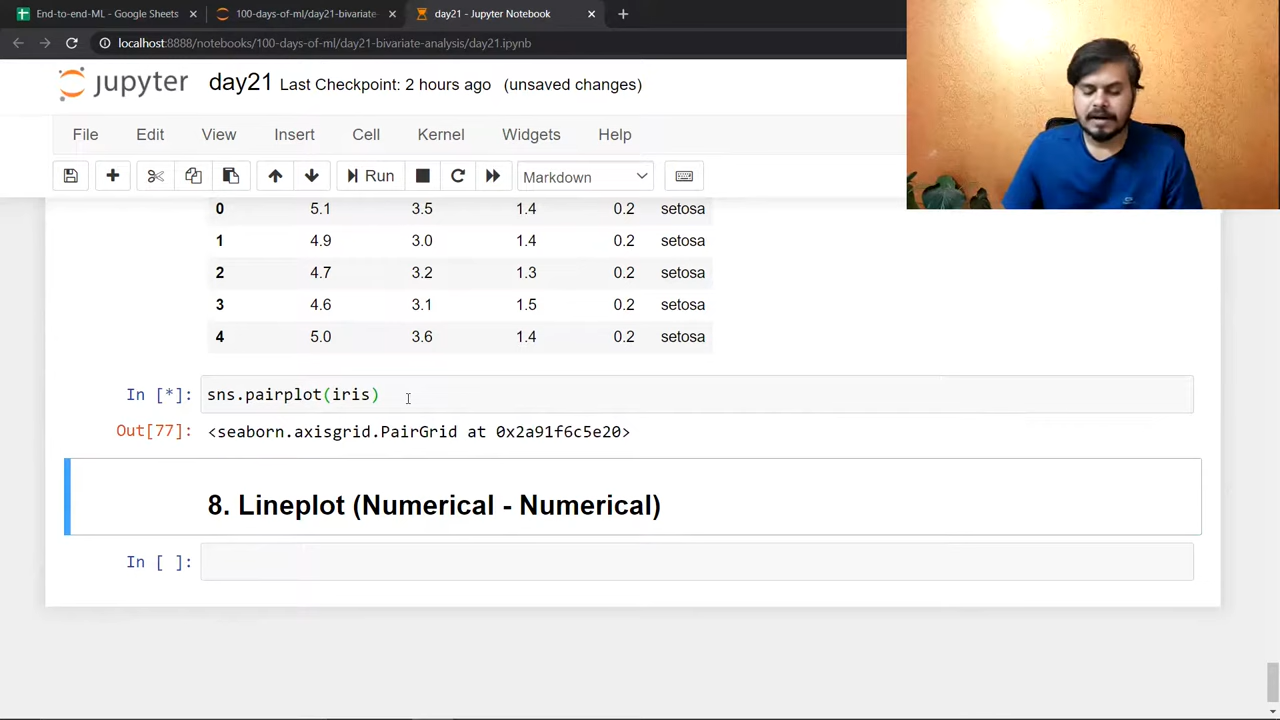 End-to-end-ML - Google Sheets
100-days-of-ml/day21-bivariate-
day21 - Jupyter Notebook
localhost:8888/notebooks/100-days-of-ml/day21-bivariate-analysis/day21.ipynb
jupyter day21 Last Checkpoint: 2 hours ago (unsaved changes)
File Edit View Insert Cell Kernel Widgets Help
Run Markdown
0 5.1 3.5 1.4 0.2 setosa
1 4.9 3.0 1.4 0.2 setosa
2 4.7 3.2 1.3 0.2 setosa
3 4.6 3.1 1.5 0.2 setosa
4 5.0 3.6 1.4 0.2 setosa
In [*]: sns.pairplot(iris)
Out[77]: <seaborn.axisgrid.PairGrid at 0x2a91f6c5e20>
8. Lineplot (Numerical - Numerical)
In [ ]: